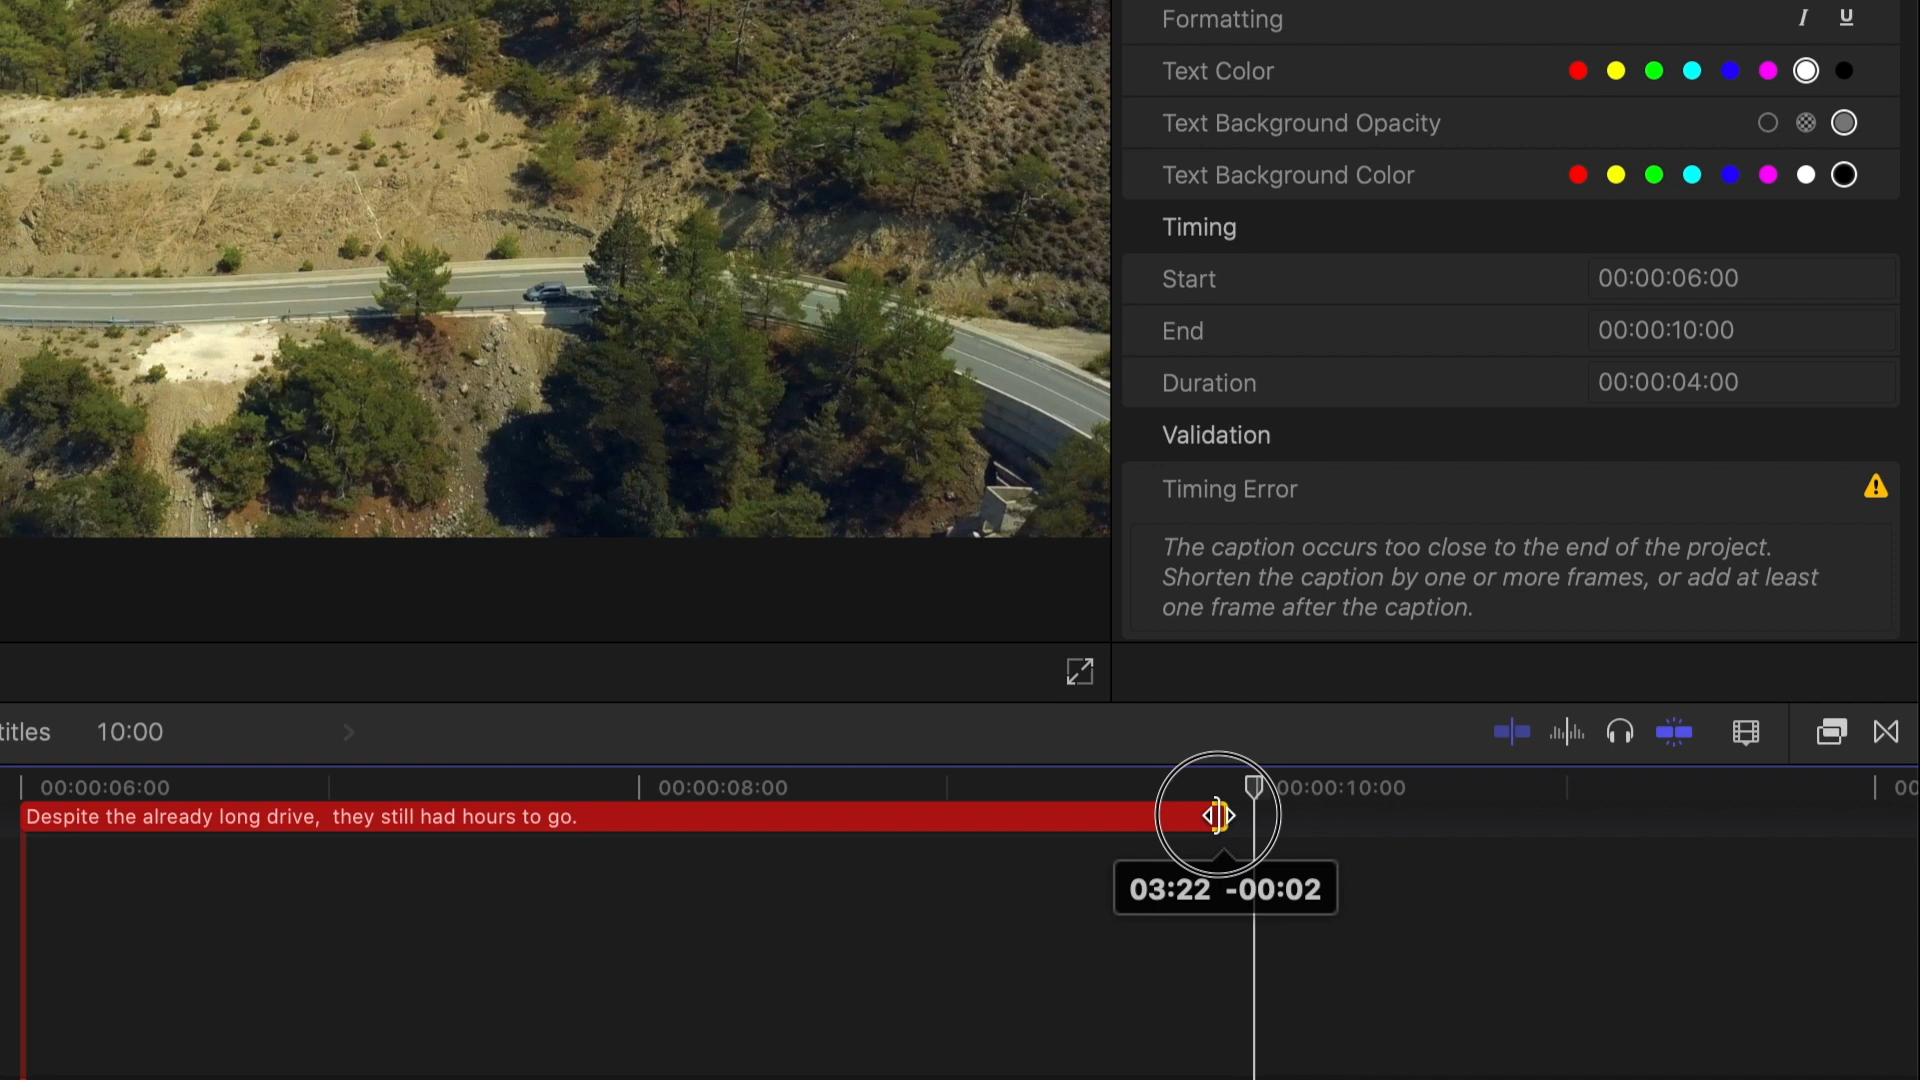 Formatting I U
Text Color
Text Background Opacity
Text Background Color
Timing
Start 00:00:06:00
End 00:00:10:00
Duration 00:00:04:00
Validation
Timing Error
The caption occurs too close to the end of the project.
Shorten the caption by one or more frames, or add at least
one frame after the caption.
titles 10:00
00:00:06:00 00:00:08:00 00:00:10:00 00
Despite the already long drive, they still had hours to go.
03:22 -00:02